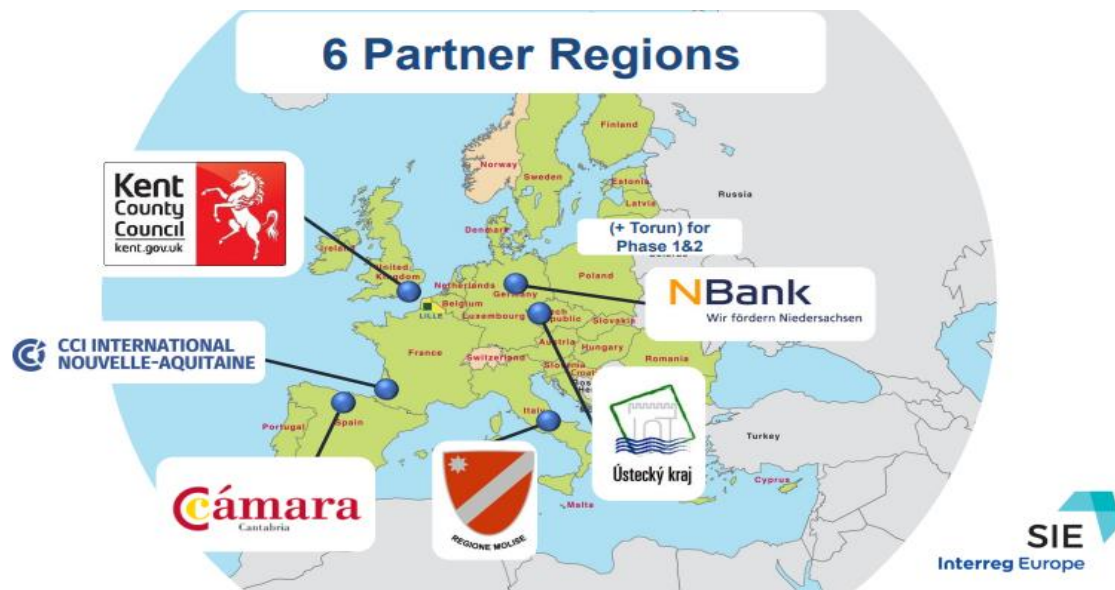 6 Partner Regions
Finland
Norway
Sweden
Estonia
Russia
Latvia
Kent
County
Council
kent.gov.uk
(+ Torun) for
Phase 1&2
Denmark
Ireland
United
Kingdom
Netherlands
Germany
Poland
NBank
Wir fördern Niedersachsen
Belgium
LILLE
Luxembourg
Slovakia
CCI INTERNATIONAL
NOUVELLE-AQUITAINE
France
Switzerland
Austria
Hungary
Slovenia
Romania
Italy
Portugal
Spain
Turkey
Cyprus
Malta
Ústecký kraj
Cámara
Cantabria
REGIONE MOLISE
SIE
Interreg Europe